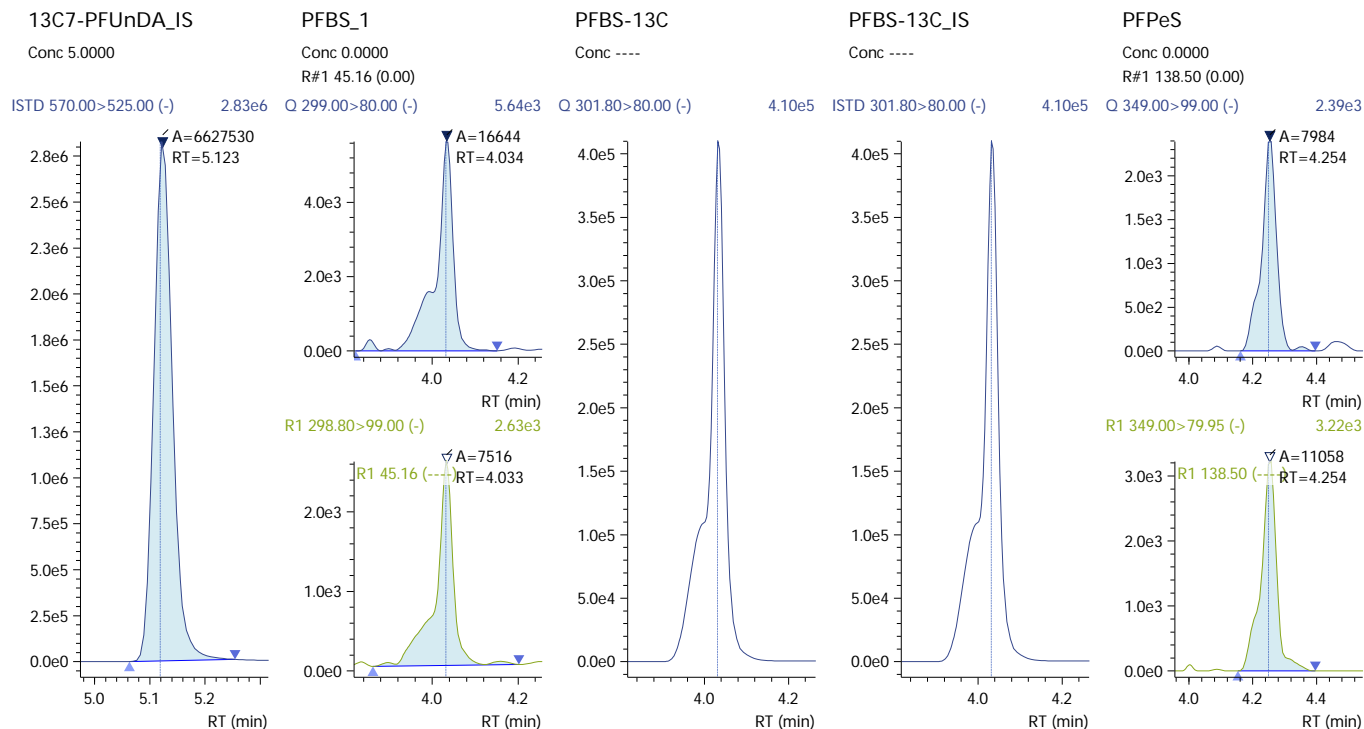 13C7-PFUnDA_IS
Conc 5.0000
ISTD 570.00>525.00 (-) 2.83e6
A=6627530
RT=5.123
2.8e6
2.5e6
2.3e6
2.0e6
1.8e6
1.5e6
1.3e6
1.0e6
7.5e5
5.0e5
2.5e5
0.0e0
5.0 5.1 5.2
RT (min)
PFBS_1
Conc 0.0000
R#1 45.16 (0.00)
Q 299.00>80.00 (-) 5.64e3
A=16644
RT=4.034
4.0e3
2.0e3
0.0e0
4.0 4.2
RT (min)
R1 298.80>99.00 (-) 2.63e3
R1 45.16 (----)
A=7516
RT=4.033
2.0e3
1.0e3
0.0e0
4.0 4.2
RT (min)
PFBS-13C
Conc ----
Q 301.80>80.00 (-) 4.10e5
4.0e5
3.5e5
3.0e5
2.5e5
2.0e5
1.5e5
1.0e5
5.0e4
0.0e0
4.0 4.2
RT (min)
PFBS-13C_IS
Conc ----
ISTD 301.80>80.00 (-) 4.10e5
4.0e5
3.5e5
3.0e5
2.5e5
2.0e5
1.5e5
1.0e5
5.0e4
0.0e0
4.0 4.2
RT (min)
PFPeS
Conc 0.0000
R#1 138.50 (0.00)
Q 349.00>99.00 (-) 2.39e3
A=7984
RT=4.254
2.0e3
1.5e3
1.0e3
5.0e2
0.0e0
4.0 4.2 4.4
RT (min)
R1 349.00>79.95 (-) 3.22e3
R1 138.50 (----)
A=11058
RT=4.254
3.0e3
2.0e3
1.0e3
0.0e0
4.0 4.2 4.4
RT (min)